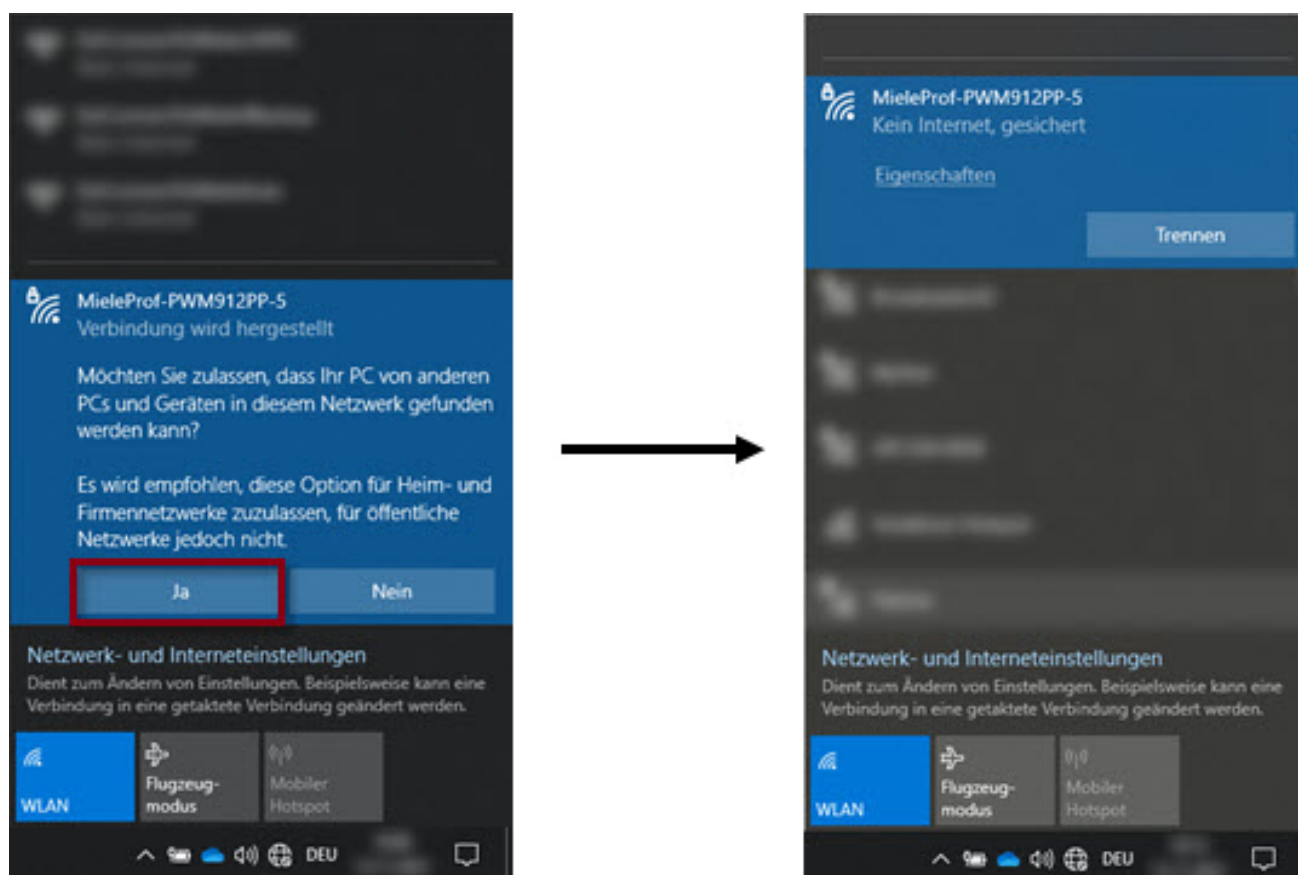 MieleProf-PWM912PP-5
Verbindung wird hergestellt
Möchten Sie zulassen, dass Ihr PC von anderen
PCs und Geräten in diesem Netzwerk gefunden
werden kann?
Es wird empfohlen, diese Option für Heim- und
Firmennetzwerke zuzulassen, für öffentliche
Netzwerke jedoch nicht.
Ja
Nein
Netzwerk- und Interneteinstellungen
Dient zum Ändern von Einstellungen. Beispielsweise kann eine
Verbindung in eine getaktete Verbindung geändert werden.
WLAN
Flugzeug-
modus
Mobiler
Hotspot
DEU
MieleProf-PWM912PP-5
Kein Internet, gesichert
Eigenschaften
Trennen
Netzwerk- und Interneteinstellungen
Dient zum Ändern von Einstellungen. Beispielsweise kann eine
Verbindung in eine getaktete Verbindung geändert werden.
WLAN
Flugzeug-
modus
Mobiler
Hotspot
DEU